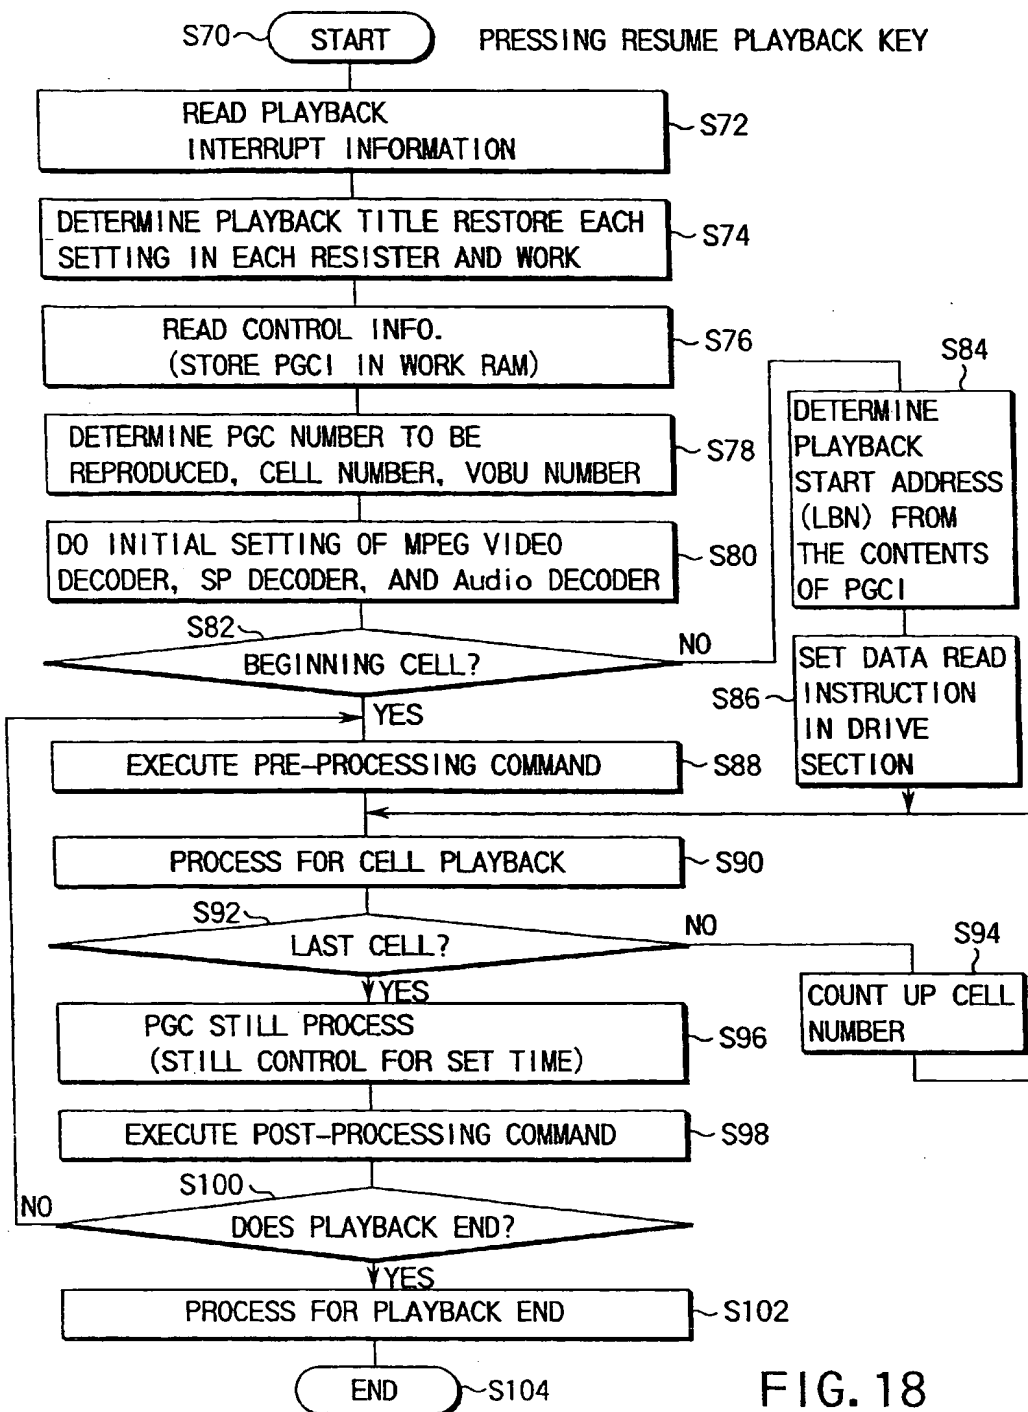 S70
START
PRESSING RESUME PLAYBACK KEY
READ PLAYBACK
INTERRUPT INFORMATION
S72
DETERMINE PLAYBACK TITLE RESTORE EACH
SETTING IN EACH RESISTER AND WORK
S74
READ CONTROL INFO.
(STORE PGCI IN WORK RAM)
S76
DETERMINE PGC NUMBER TO BE
REPRODUCED, CELL NUMBER, VOBU NUMBER
S78
DO INITIAL SETTING OF MPEG VIDEO
DECODER, SP DECODER, AND Audio DECODER
S80
S82
BEGINNING CELL?
NO
YES
S84
DETERMINE
PLAYBACK
START ADDRESS
(LBN) FROM
THE CONTENTS
OF PGCI
S86
SET DATA READ
INSTRUCTION
IN DRIVE
SECTION
EXECUTE PRE-PROCESSING COMMAND
S88
PROCESS FOR CELL PLAYBACK
S90
S92
LAST CELL?
NO
YES
S94
COUNT UP CELL
NUMBER
PGC STILL PROCESS
(STILL CONTROL FOR SET TIME)
S96
EXECUTE POST-PROCESSING COMMAND
S98
S100
NO
DOES PLAYBACK END?
YES
PROCESS FOR PLAYBACK END
S102
END
S104
FIG. 18